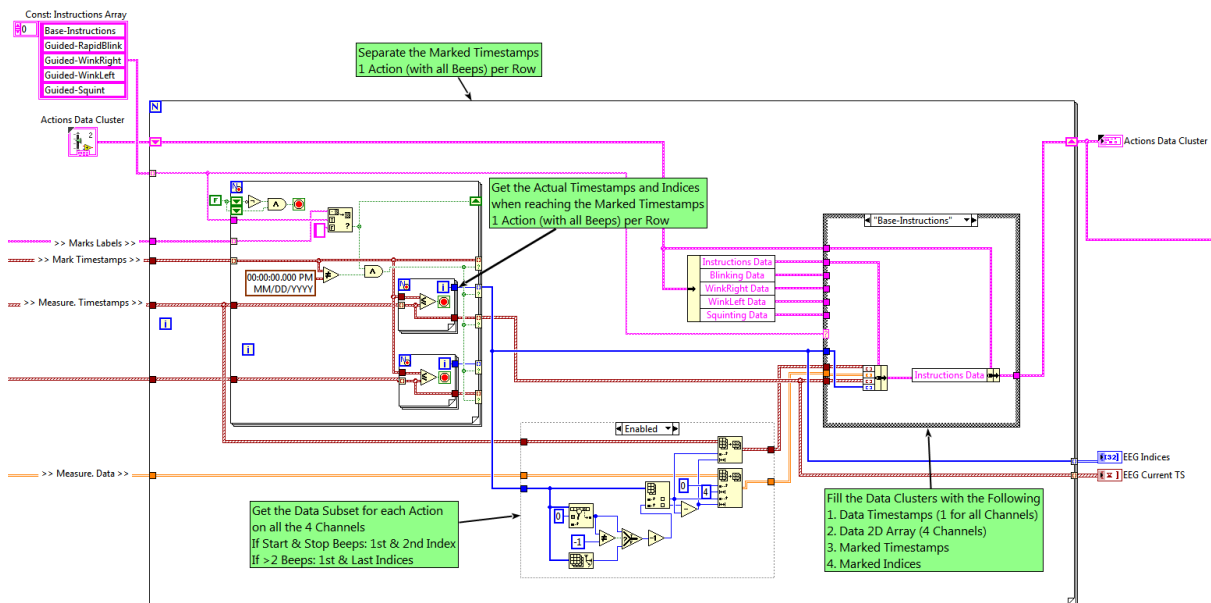 Const: Instructions Array
0
Base-Instructions
Guided-RapidBlink
Guided-WinkRight
Guided-WinkLeft
Guided-Squint
Separate the Marked Timestamps
1 Action (with all Beeps) per Row
N
Actions Data Cluster
2
Actions Data Cluster
N
Get the Actual Timestamps and Indices
when reaching the Marked Timestamps
1 Action (with all Beeps) per Row
F
?
"Base-Instructions"
>> Marks Labels >>
>> Mark Timestamps >>
00:00:00.000 PM
MM/DD/YYYY
N
i
Instructions Data
Blinking Data
WinkRight Data
WinkLeft Data
Squinting Data
>> Measure. Timestamps >>
i
i
N
i
Instructions Data
Enabled
>> Measure. Data >>
[I32]
EEG Indices
EEG Current TS
Get the Data Subset for each Action
on all the 4 Channels
If Start & Stop Beeps: 1st & 2nd Index
If >2 Beeps: 1st & Last Indices
0
4
0
-1
Fill the Data Clusters with the Following
1. Data Timestamps (1 for all Channels)
2. Data 2D Array (4 Channels)
3. Marked Timestamps
4. Marked Indices